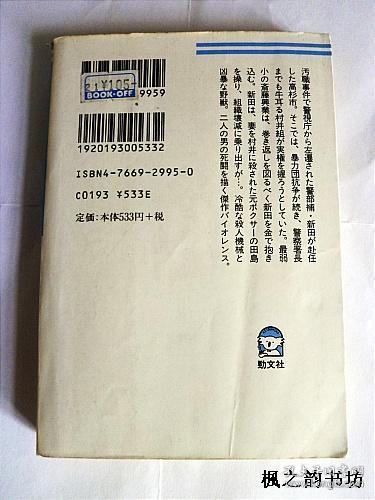 汚職事件で警視庁から左遷された警部補・新田が赴任
した高杉市。そこでは、暴力団抗争が続き、警察署長
までも牛耳る村井組が実権を握ろうとしていた。最弱
小の斎藤興業は、巻き返しを図るべく新田を金で抱き
込む。新田は、妻を村井に殺された元ボクサーの田島
を操り、組織壊滅に乗り出すが…。冷酷な殺人機械と
凶暴な野獣。二人の男の死闘を描く傑作バイオレンス。
¥105
BOOK-OFF
9959
1920193005332
ISBN4-7669-2995-0
C0193 ¥533E
定価：本体533円＋税
勁文社
枫之韵书坊